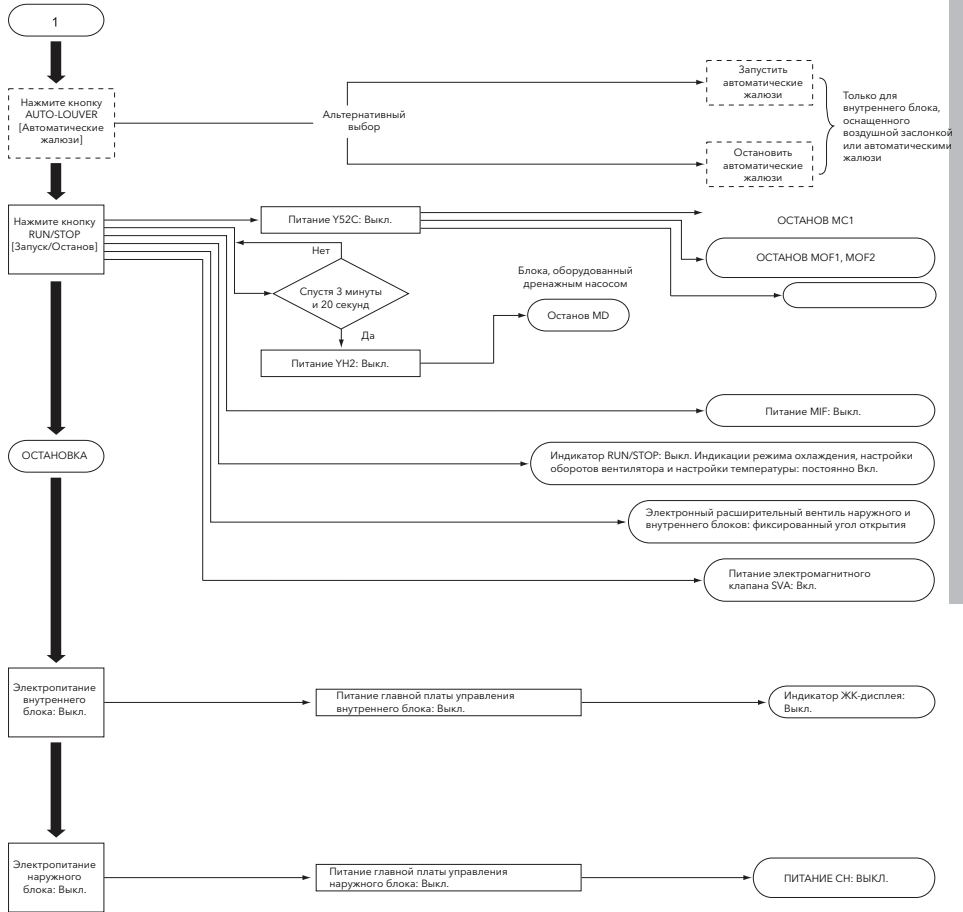 1
Нажмите кнопку
AUTO-LOUVER
[Автоматические
жалюзи]
Альтернативный
выбор
Запустить
автоматические
жалюзи
Остановить
автоматические
жалюзи
Только для
внутреннего блока,
оснащенного
воздушной заслонкой
или автоматическими
жалюзи
Нажмите кнопку
RUN/STOP
[Запуск/Останов]
Питание Y52C: Выкл.
ОСТАНОВ MC1
ОСТАНОВ MOF1, MOF2
Нет
Спустя 3 минуты
и 20 секунд
Да
Питание YH2: Выкл.
Блока, оборудованный
дренажным насосом
Останов MD
Питание MIF: Выкл.
ОСТАНОВКА
Индикатор RUN/STOP: Выкл. Индикации режима охлаждения, настройки
оборотов вентилятора и настройки температуры: постоянно Вкл.
Электронный расширительный вентиль наружного и
внутреннего блоков: фиксированный угол открытия
Питание электромагнитного
клапана SVA: Вкл.
Электропитание
внутреннего
блока: Выкл.
Питание главной платы управления
внутреннего блока: Выкл.
Индикатор ЖК-дисплея:
Выкл.
Электропитание
наружного
блока: Выкл.
Питание главной платы управления
наружного блока: Выкл.
ПИТАНИЕ CH: ВЫКЛ.